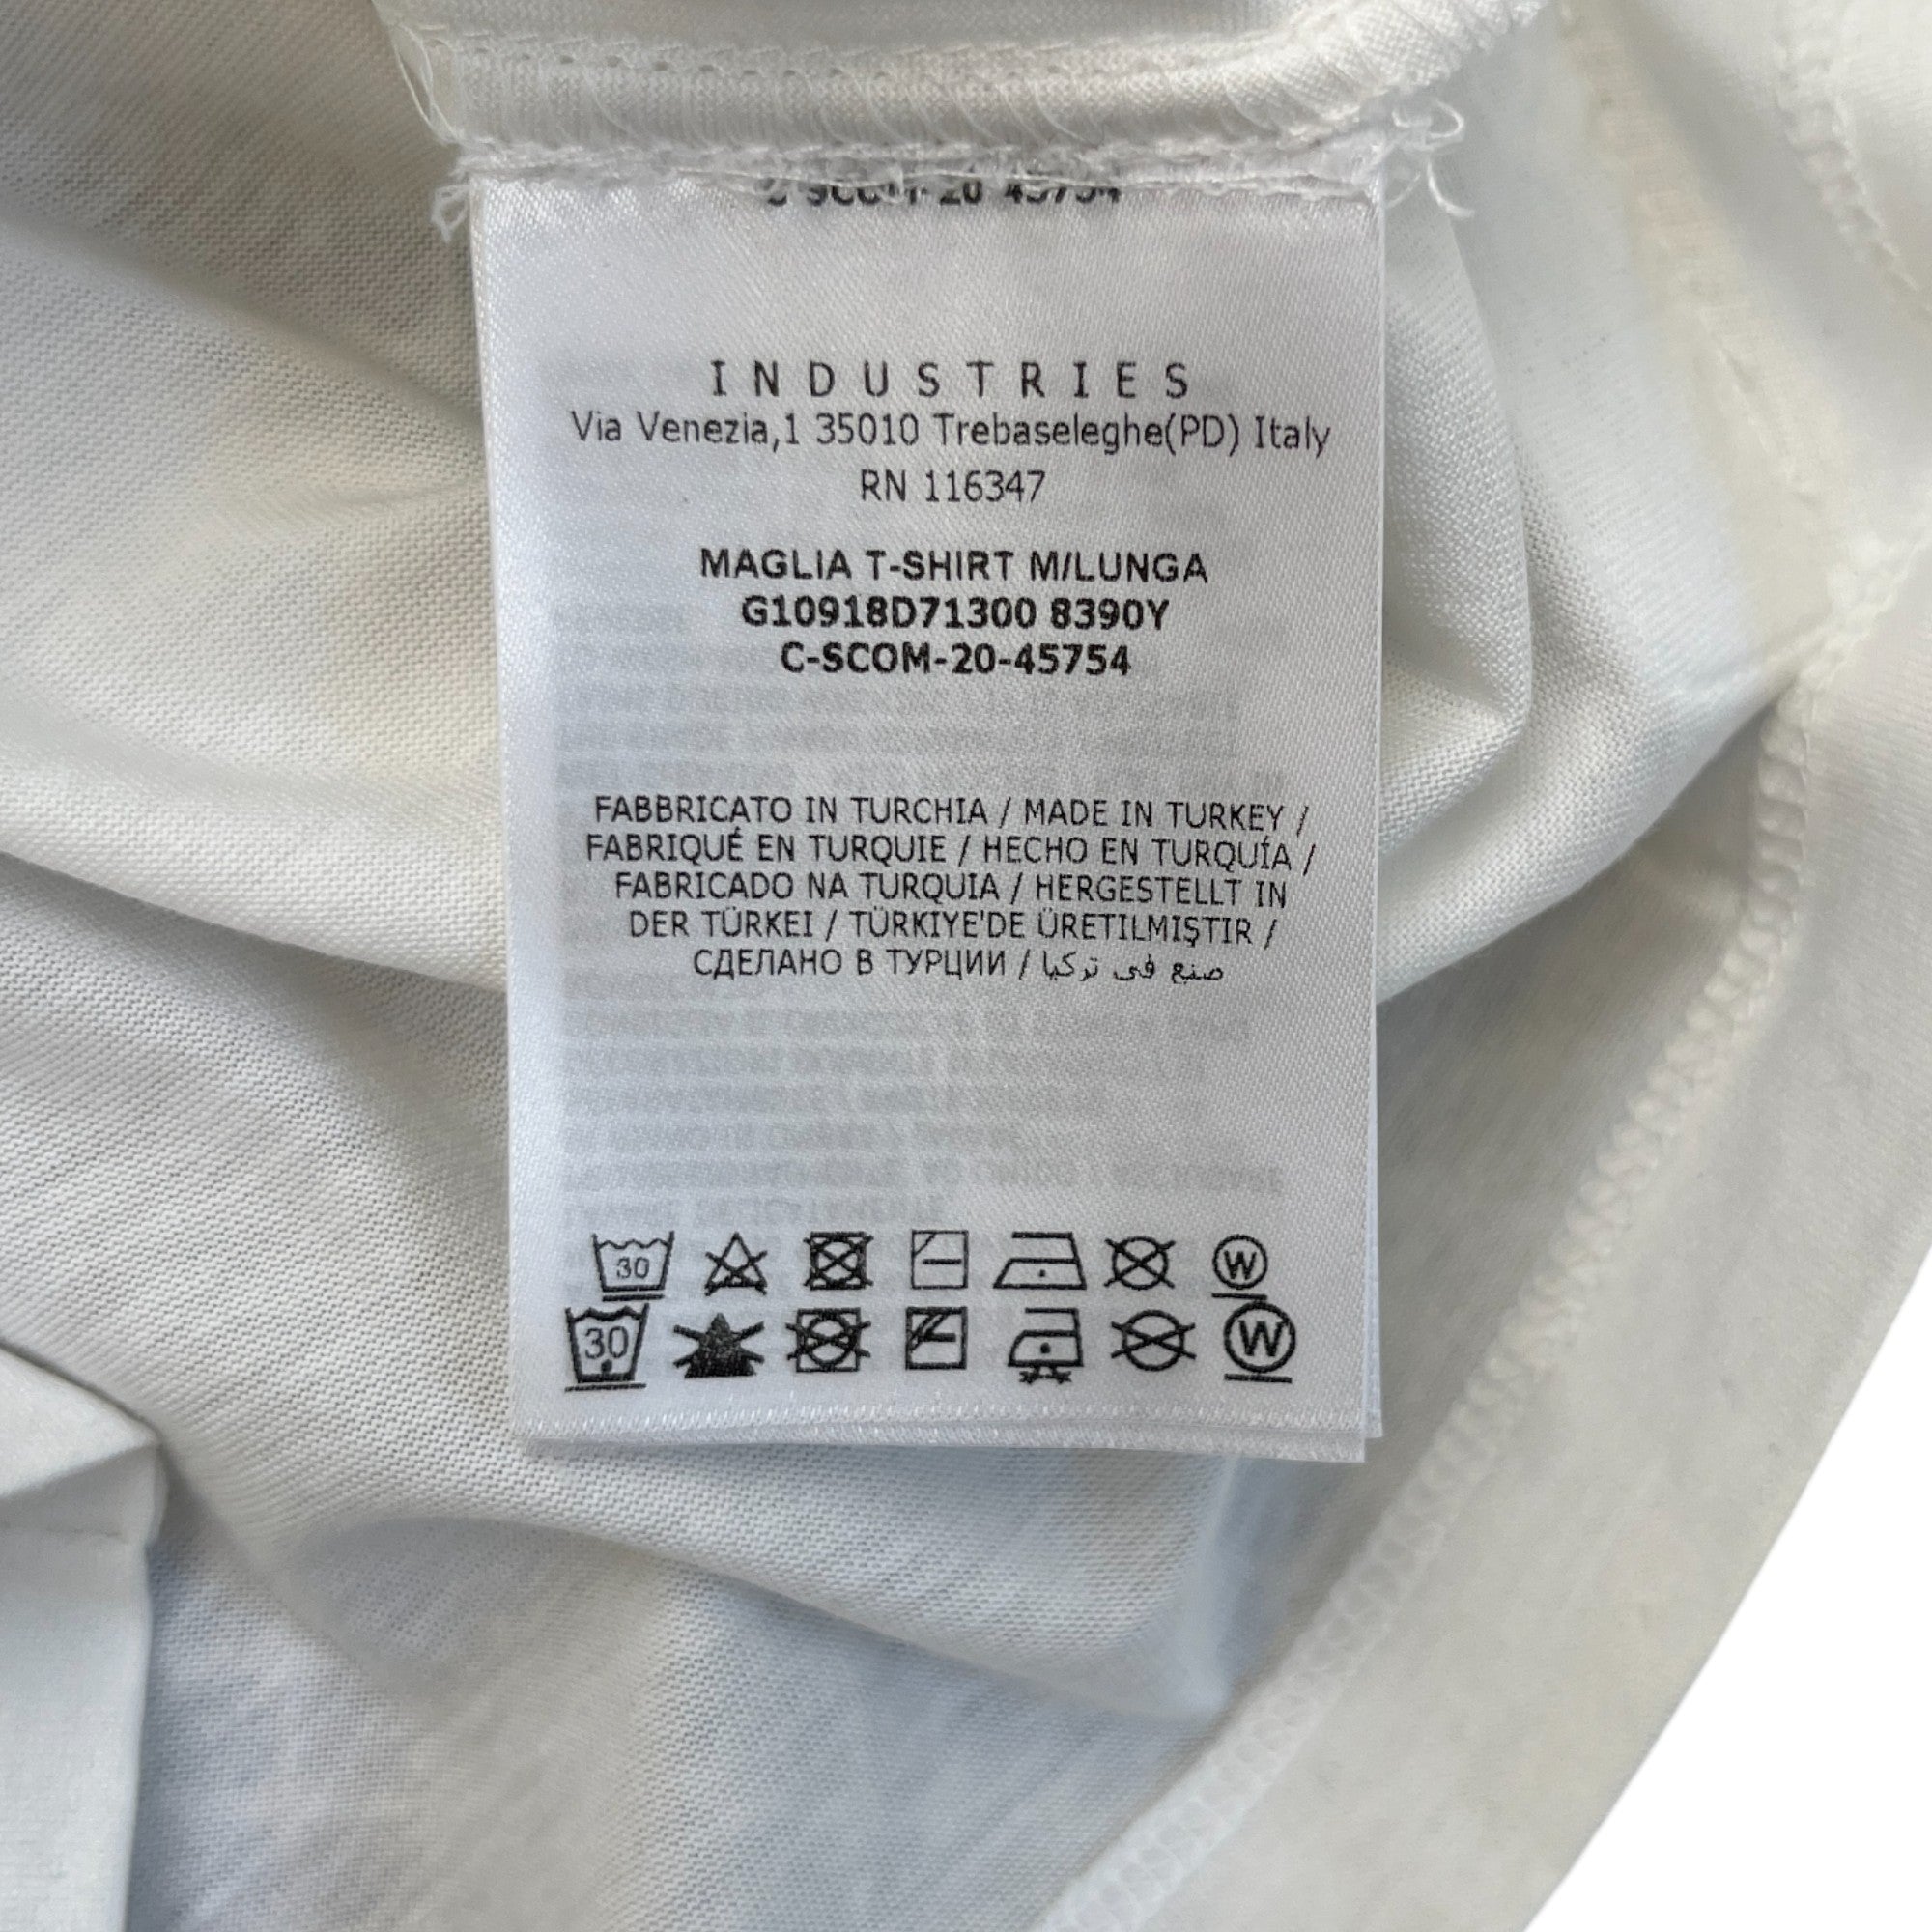 INDUSTRIES
Via Venezia,1 35010 Trebaseleghe(PD) Italy
RN 116347
MAGLIA T-SHIRT M/LUNGA
G10918D71300 8390Y
C-SCOM-20-45754
FABBRICATO IN TURCHIA / MADE IN TURKEY /
FABRIQUÉ EN TURQUIE / HECHO EN TURQUÍA /
FABRICADO NA TURQUIA / HERGESTELLT IN
DER TÜRKEI / TÜRKIYE'DE ÜRETILMIŞTIR /
СДЕЛАНО В ТУРЦИИ / صنع في تركيا
30 W
30 W